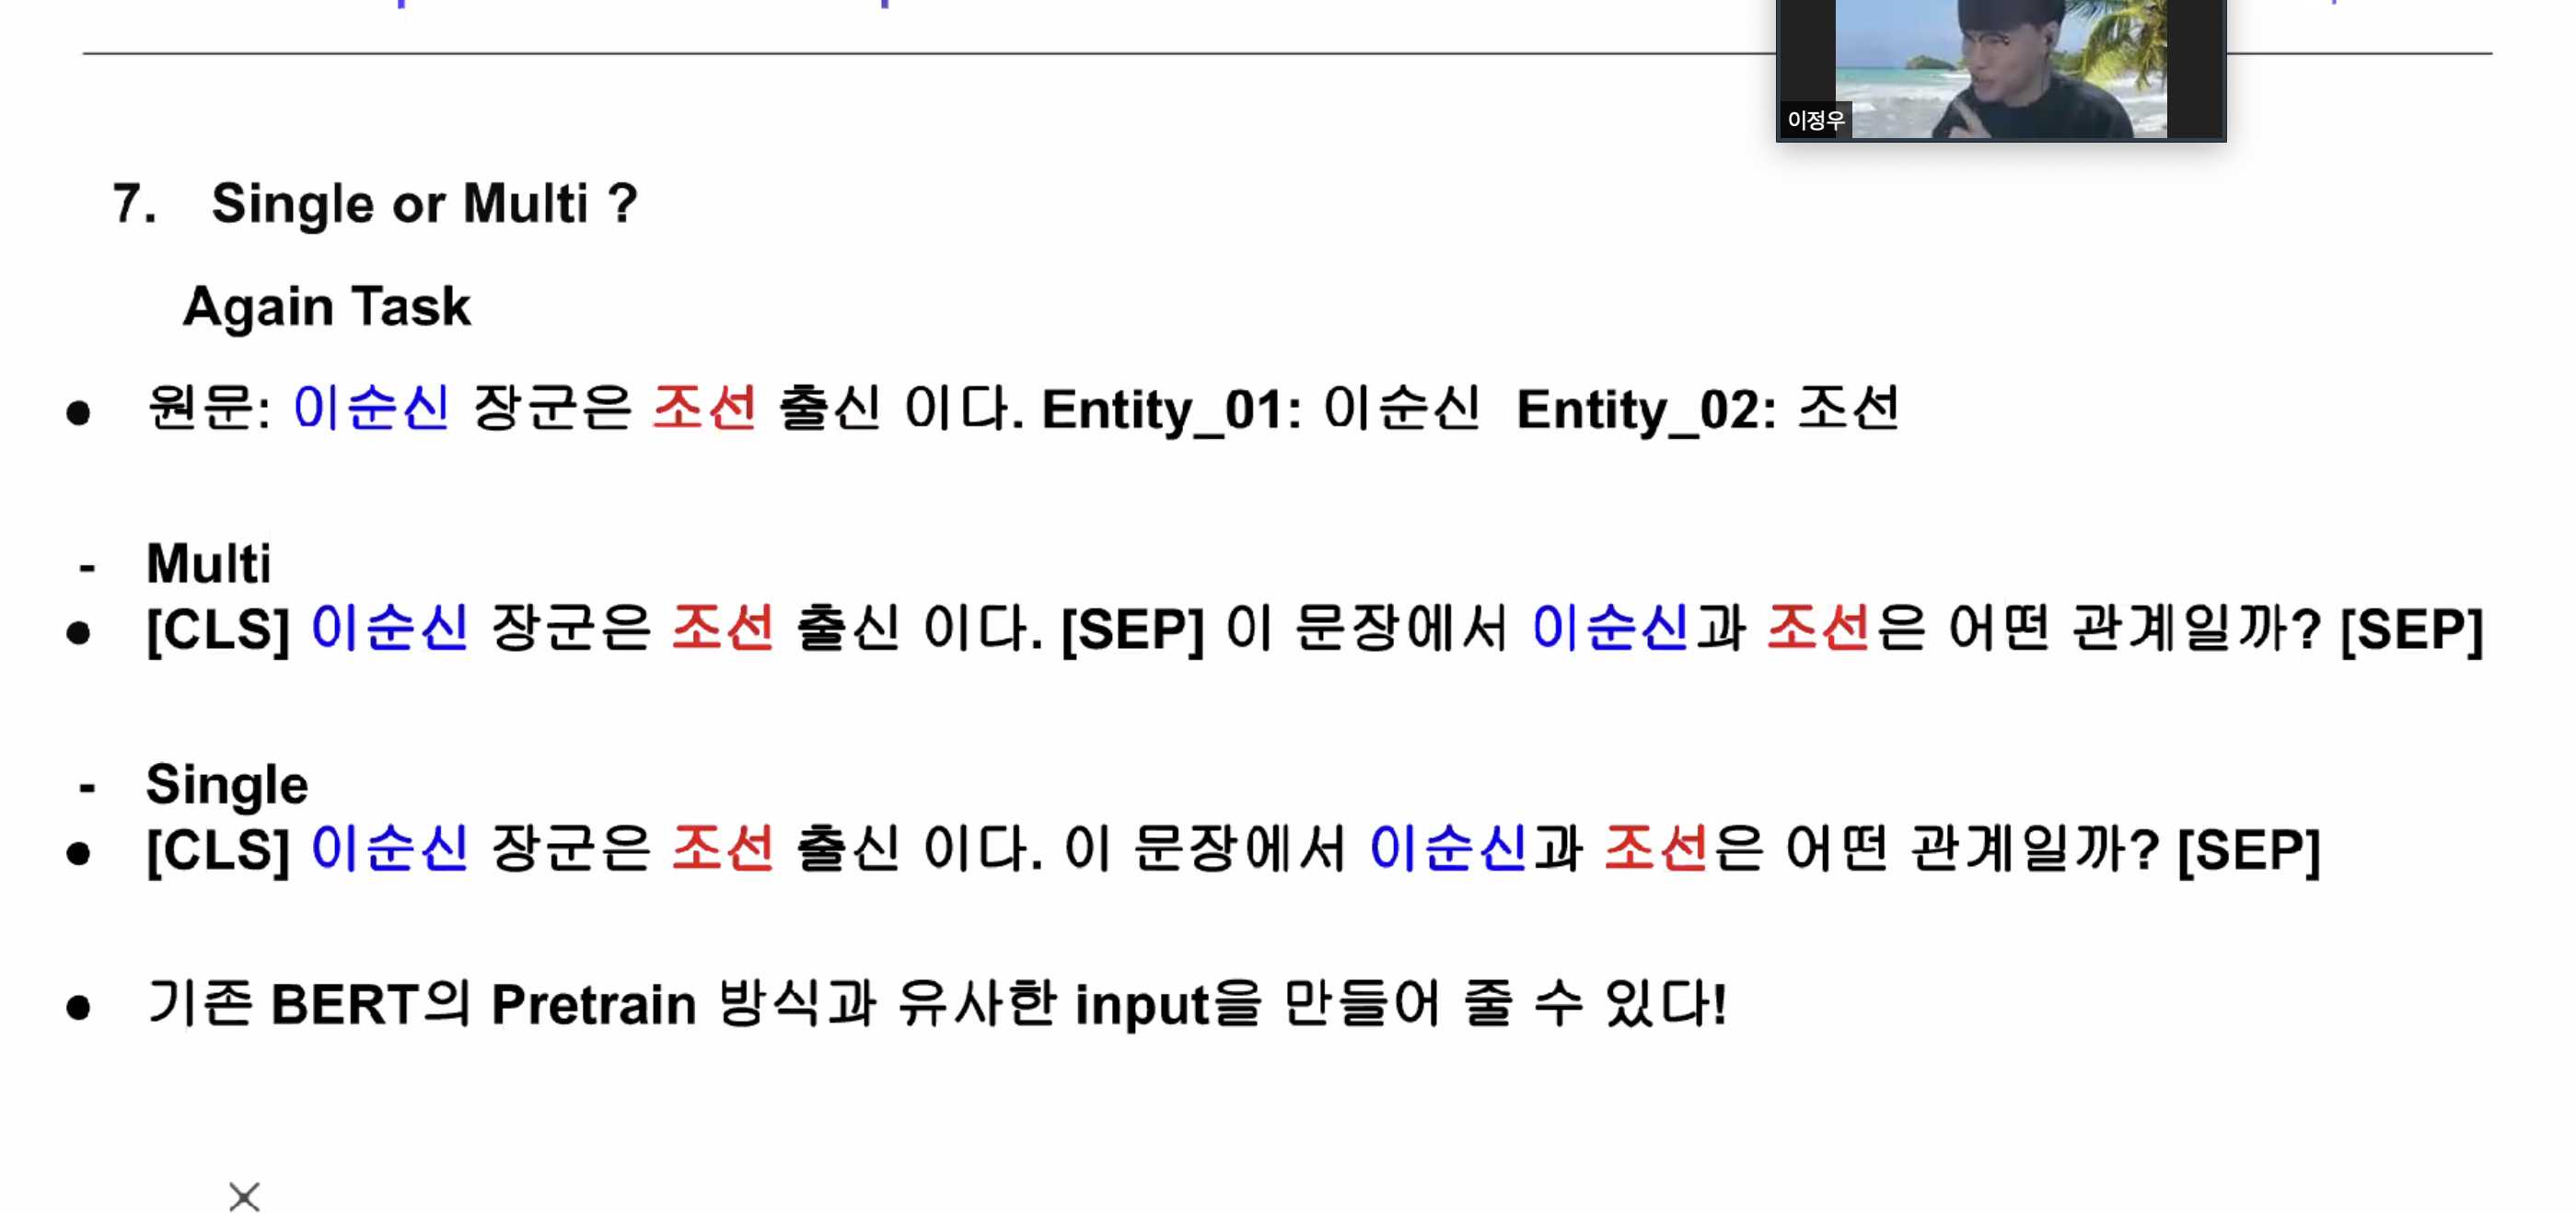 이정우
7. Single or Multi ?
Again Task
● 원문: 이순신 장군은 조선 출신 이다. Entity_01: 이순신 Entity_02: 조선
- Multi
● [CLS] 이순신 장군은 조선 출신 이다. [SEP] 이 문장에서 이순신과 조선은 어떤 관계일까? [SEP]
- Single
● [CLS] 이순신 장군은 조선 출신 이다. 이 문장에서 이순신과 조선은 어떤 관계일까? [SEP]
● 기존 BERT의 Pretrain 방식과 유사한 input을 만들어 줄 수 있다!